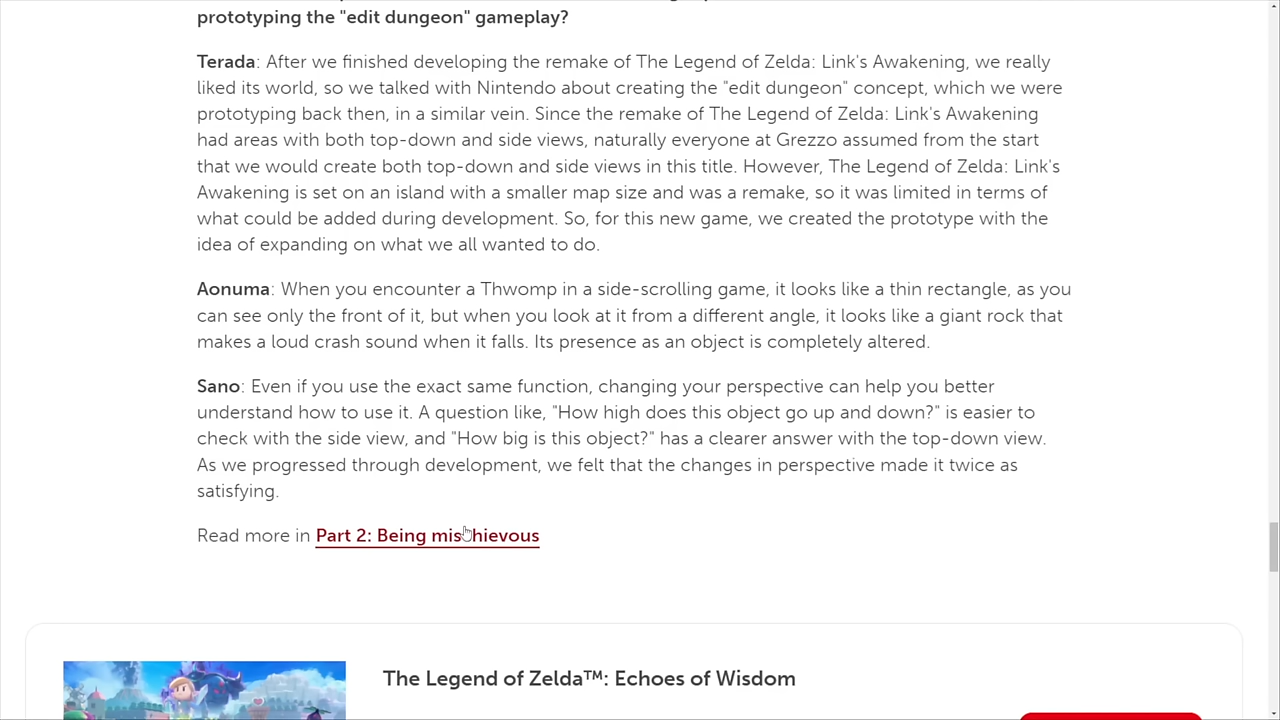 prototyping the "edit dungeon" gameplay?
Terada: After we finished developing the remake of The Legend of Zelda: Link's Awakening, we really
liked its world, so we talked with Nintendo about creating the "edit dungeon" concept, which we were
prototyping back then, in a similar vein. Since the remake of The Legend of Zelda: Link's Awakening
had areas with both top-down and side views, naturally everyone at Grezzo assumed from the start
that we would create both top-down and side views in this title. However, The Legend of Zelda: Link's
Awakening is set on an island with a smaller map size and was a remake, so it was limited in terms of
what could be added during development. So, for this new game, we created the prototype with the
idea of expanding on what we all wanted to do.
Aonuma: When you encounter a Thwomp in a side-scrolling game, it looks like a thin rectangle, as you
can see only the front of it, but when you look at it from a different angle, it looks like a giant rock that
makes a loud crash sound when it falls. Its presence as an object is completely altered.
Sano: Even if you use the exact same function, changing your perspective can help you better
understand how to use it. A question like, "How high does this object go up and down?" is easier to
check with the side view, and "How big is this object?" has a clearer answer with the top-down view.
As we progressed through development, we felt that the changes in perspective made it twice as
satisfying.
Read more in Part 2: Being mischievous
The Legend of Zelda™: Echoes of Wisdom